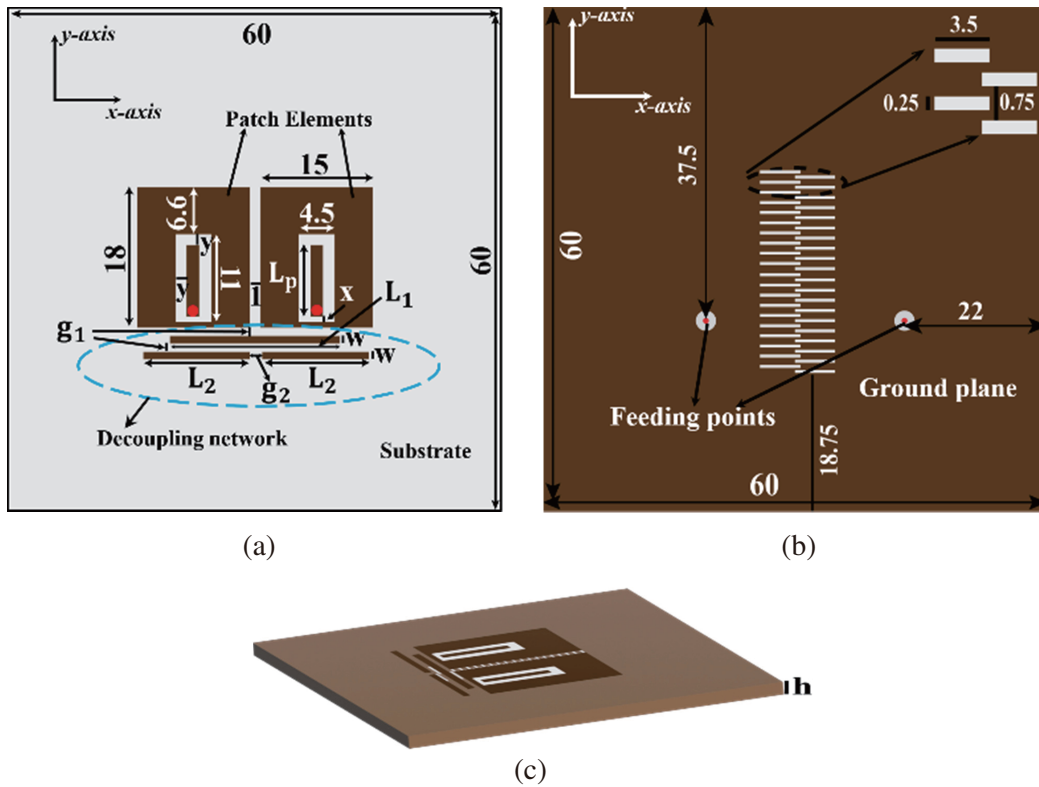 60
y-axis
x-axis
Patch Elements
15
6.6
4.5
18
y
11
y
Lp
1
x
L1
60
g1
w
w
L2
g2
L2
Decoupling network
Substrate
(a)
y-axis
x-axis
3.5
0.25
0.75
37.5
60
22
Feeding points
Ground plane
18.75
60
(b)
h
(c)